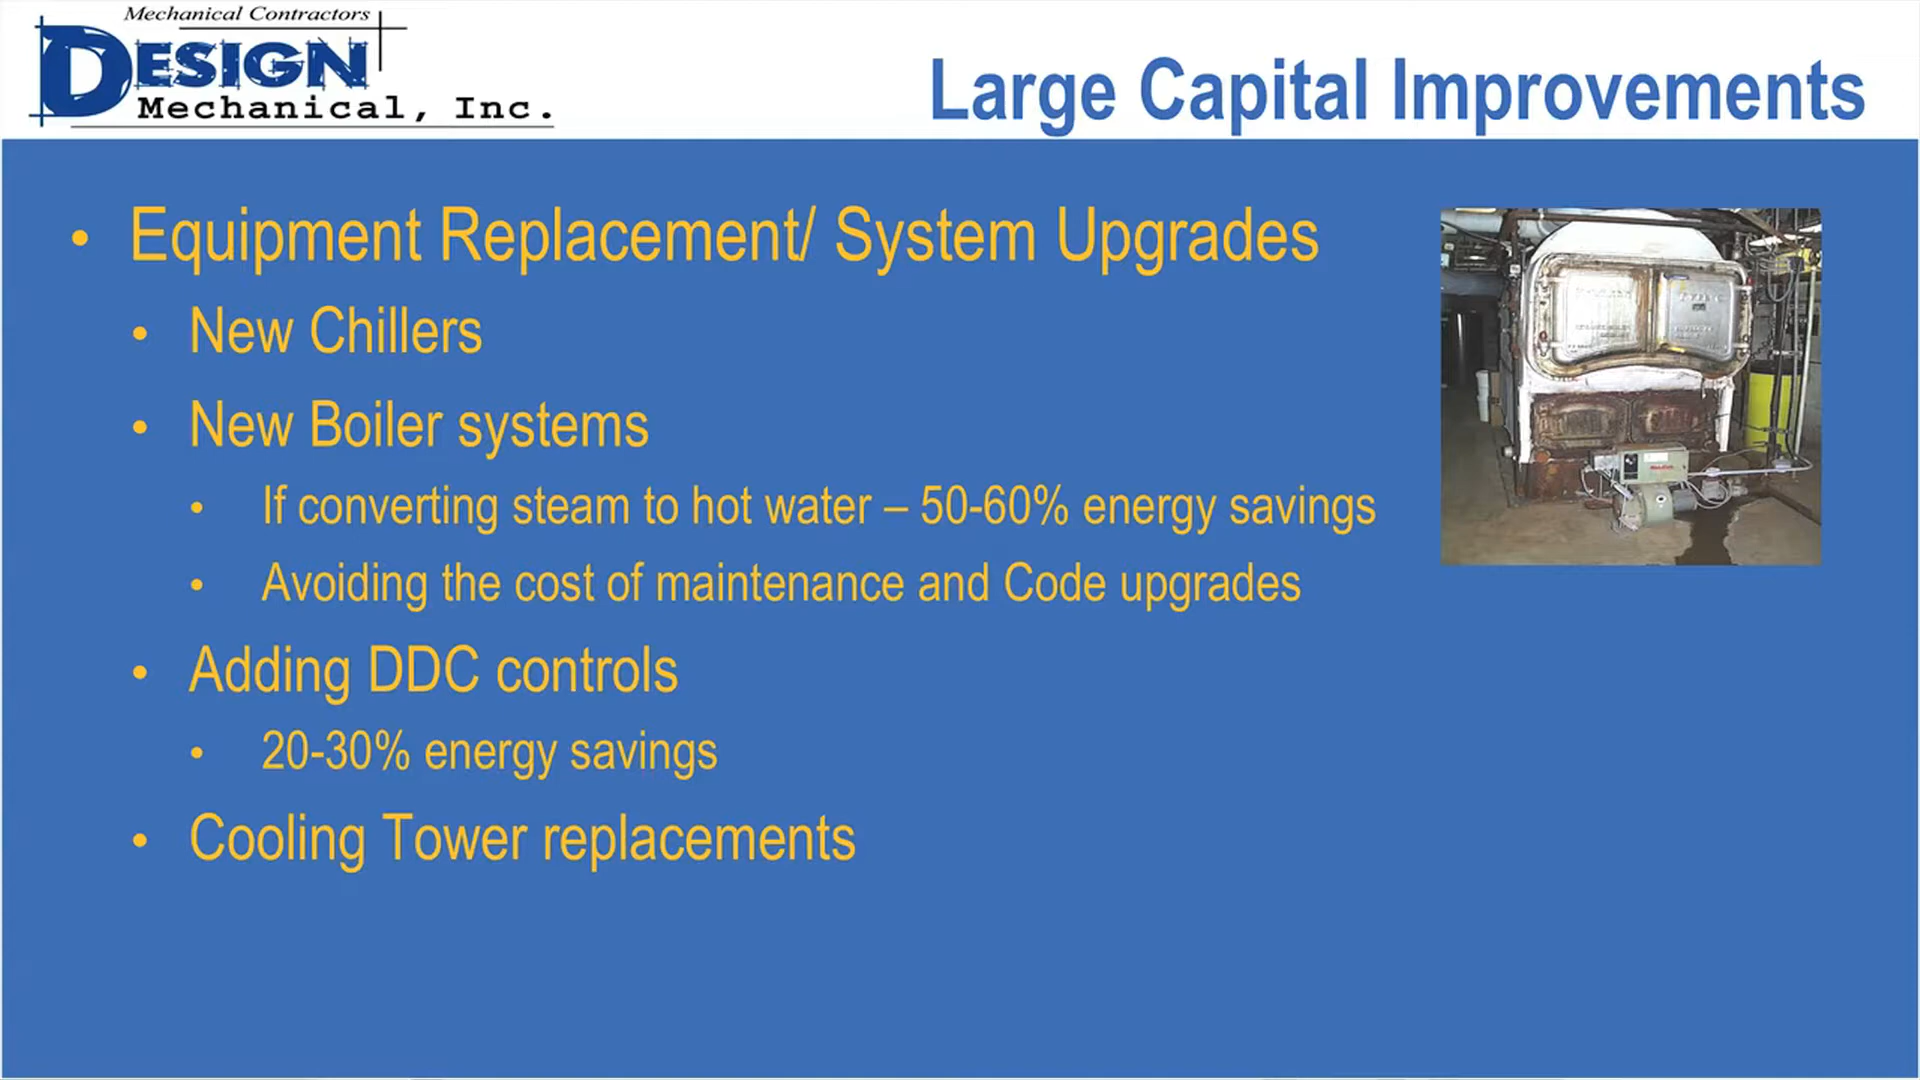 Mechanical Contractors
DESIGN
Mechanical, Inc.
Large Capital Improvements
• Equipment Replacement/ System Upgrades
• New Chillers
• New Boiler systems
• If converting steam to hot water – 50-60% energy savings
• Avoiding the cost of maintenance and Code upgrades
• Adding DDC controls
• 20-30% energy savings
• Cooling Tower replacements